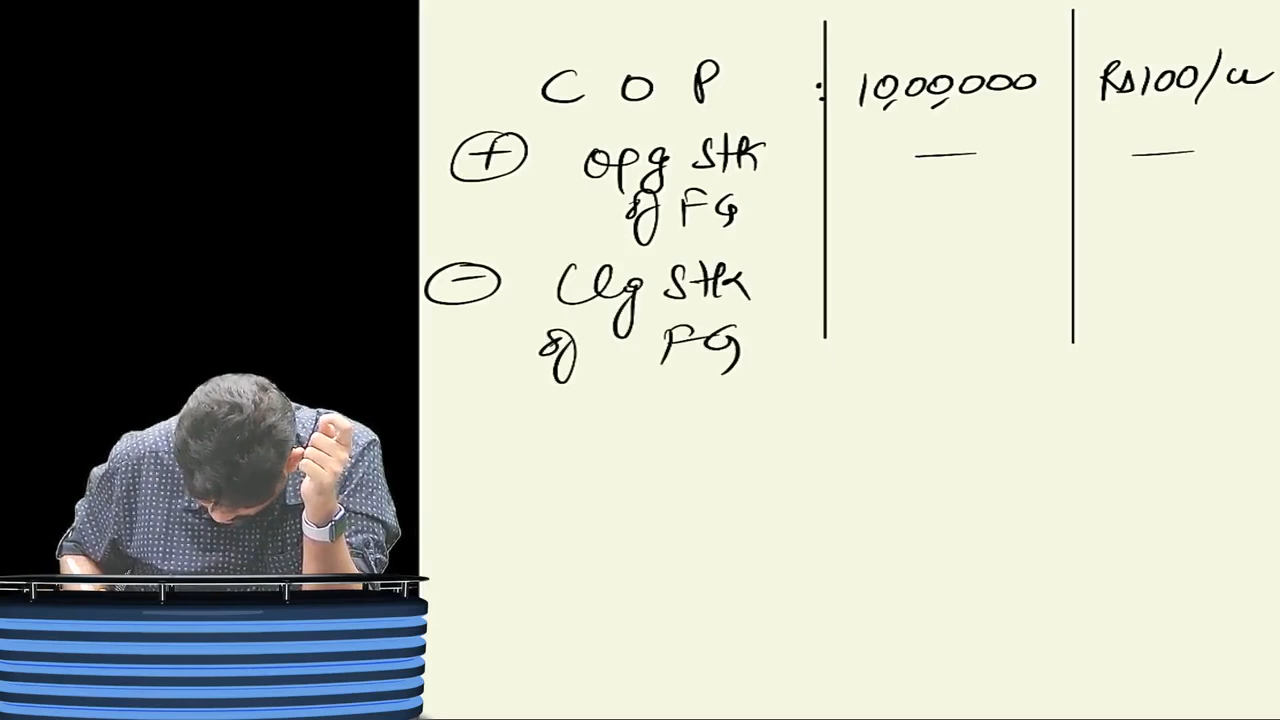 C O P : 10,00,000 Rs100/u
+ opg Stk — —
of FG
- Clg Stk
of FG